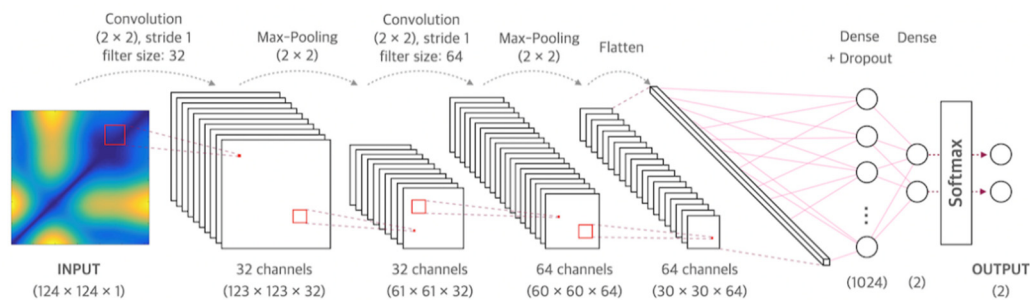 Convolution
(2 × 2), stride 1
filter size: 32
Max-Pooling
(2 × 2)
Convolution
(2 × 2), stride 1
filter size: 64
Max-Pooling
(2 × 2)
Flatten
Dense
+ Dropout
Dense
Softmax
INPUT
(124 × 124 × 1)
32 channels
(123 × 123 × 32)
32 channels
(61 × 61 × 32)
64 channels
(60 × 60 × 64)
64 channels
(30 × 30 × 64)
(1024)
(2)
OUTPUT
(2)